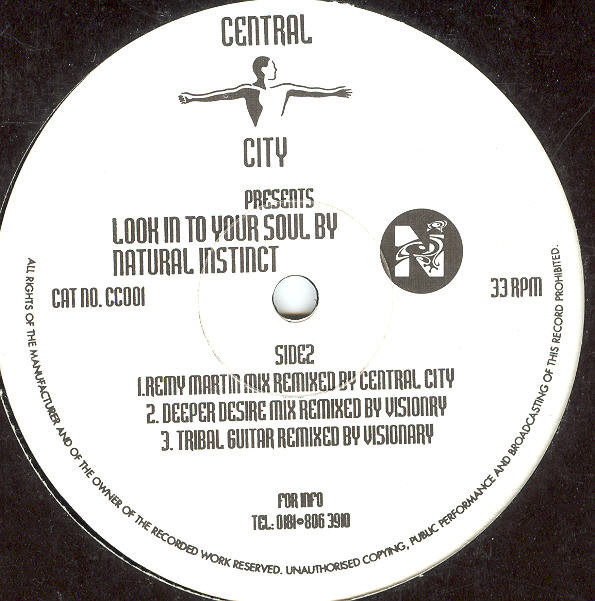 CENTRAL
CITY
PRESENTS
LOOK IN TO YOUR SOUL BY
NATURAL INSTINCT
N
CAT NO. CC001
33 RPM
SIDE2
1.REMY MARTIN MIX REMIXED BY CENTRAL CITY
2. DEEPER DESIRE MIX REMIXED BY VISIONRY
3. TRIBAL GUITAR REMIXED BY VISIONARY
FOR INFO
TEL: 0181•806 3910
ALL RIGHTS OF THE MANUFACTURER AND OF THE OWNER OF THE RECORDED WORK RESERVED. UNAUTHORISED COPYING, PUBLIC PERFORMANCE AND BROADCASTING OF THIS RECORD PROHIBITED.